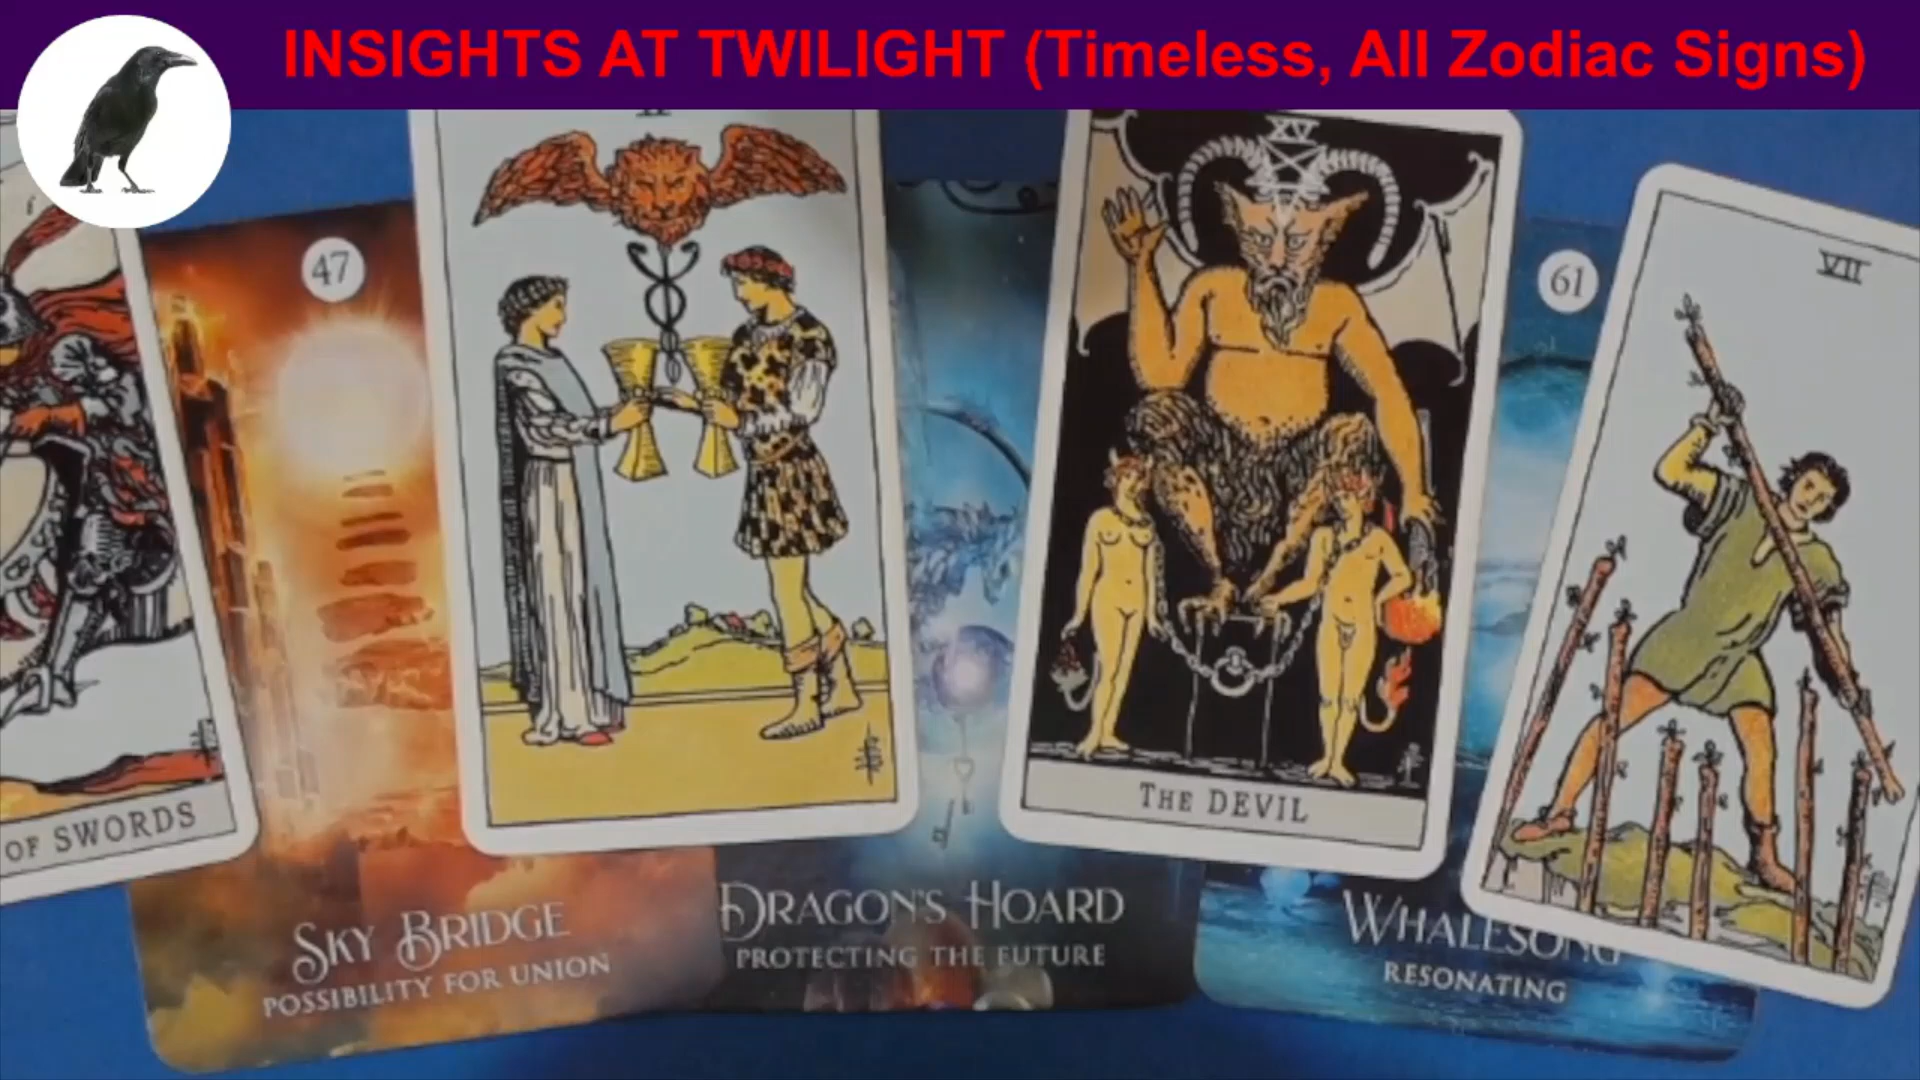 INSIGHTS AT TWILIGHT (Timeless, All Zodiac Signs)
47
XV
61
VII
OF SWORDS
THE DEVIL
SKY BRIDGE
POSSIBILITY FOR UNION
DRAGON'S HOARD
PROTECTING THE FUTURE
WHALESONG
RESONATING